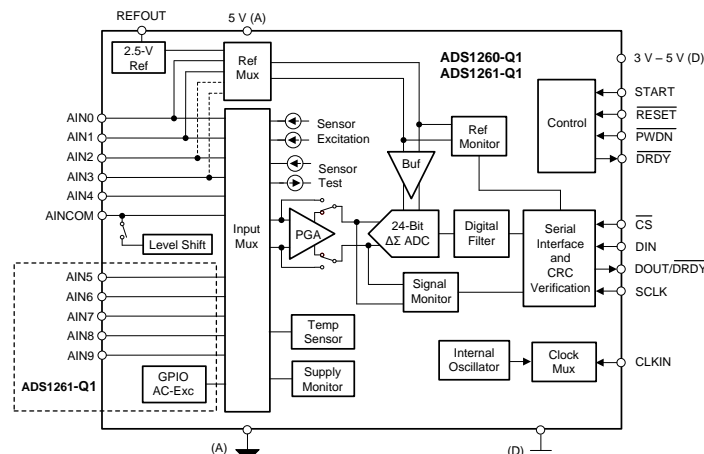 REFOUT
5 V (A)
2.5-V
Ref
Ref
Mux
ADS1260-Q1
ADS1261-Q1
3 V – 5 V (D)
START
RESET
PWDN
DRDY
Control
AIN0
AIN1
AIN2
AIN3
AIN4
AINCOM
Level Shift
Sensor
Excitation
Sensor
Test
Ref
Monitor
Buf
Input
Mux
PGA
24-Bit
ΔΣ ADC
Digital
Filter
Serial
Interface
and
CRC
Verification
CS
DIN
DOUT/DRDY
SCLK
Signal
Monitor
AIN5
AIN6
AIN7
AIN8
AIN9
ADS1261-Q1
GPIO
AC-Exc
Temp
Sensor
Supply
Monitor
Internal
Oscillator
Clock
Mux
CLKIN
(A)
(D)